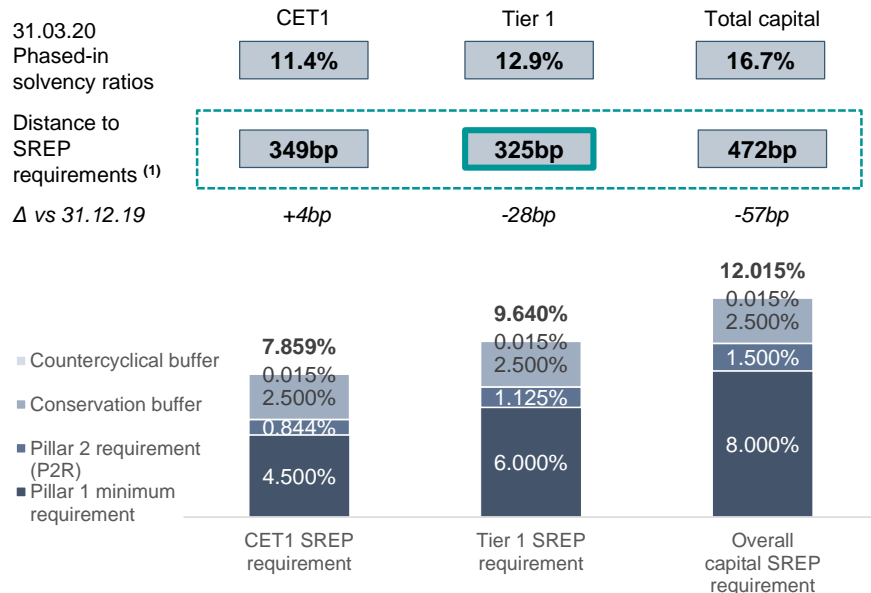 CET1 Tier 1 Total capital
31.03.20
Phased-in
solvency ratios
11.4% 12.9% 16.7%
Distance to
SREP
requirements (1)
349bp 325bp 472bp
Δ vs 31.12.19 +4bp -28bp -57bp
12.015%
0.015%
2.500%
1.500%
8.000%
9.640%
0.015%
2.500%
1.125%
6.000%
7.859%
0.015%
2.500%
0.844%
4.500%
Countercyclical buffer
Conservation buffer
Pillar 2 requirement
(P2R)
Pillar 1 minimum
requirement
CET1 SREP
requirement
Tier 1 SREP
requirement
Overall
capital SREP
requirement